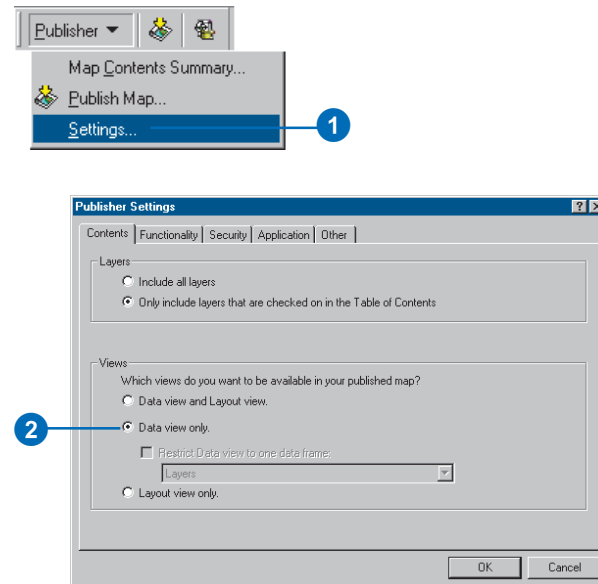 Publisher
Map Contents Summary...
Publish Map...
Settings...
1
Publisher Settings
Contents
Functionality
Security
Application
Other
Layers
Include all layers
Only include layers that are checked on in the Table of Contents
Views
Which views do you want to be available in your published map?
Data view and Layout view.
2
Data view only.
Restrict Data view to one data frame:
Layers
Layout view only.
OK
Cancel